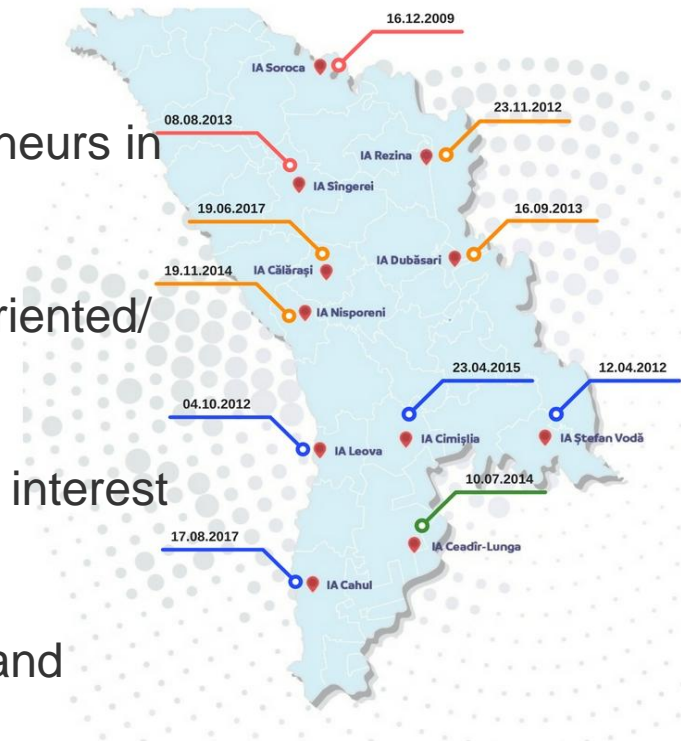 16.12.2009
IA Soroca
23.11.2012
08.08.2013
neurs in
IA Rezina
IA Sîngerei
19.06.2017
16.09.2013
IA Călărași
IA Dubăsari
19.11.2014
riented/
IA Nisporeni
23.04.2015
12.04.2012
04.10.2012
IA Leova
IA Cimișlia
IA Ștefan Vodă
interest
10.07.2014
17.08.2017
IA Ceadîr-Lunga
IA Cahul
and